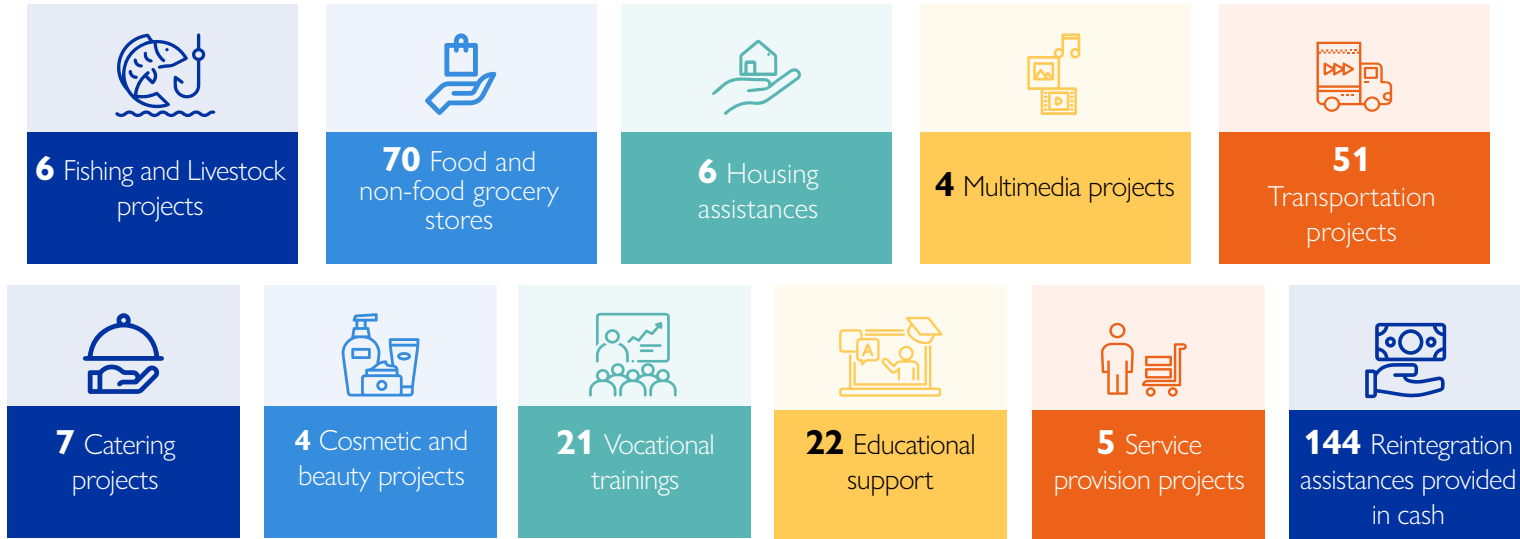 6 Fishing and Livestock
projects
70 Food and
non-food grocery
stores
6 Housing
assistances
4 Multimedia projects
51
Transportation
projects
7 Catering
projects
4 Cosmetic and
beauty projects
21 Vocational
trainings
A
22 Educational
support
5 Service
provision projects
144 Reintegration
assistances provided
in cash